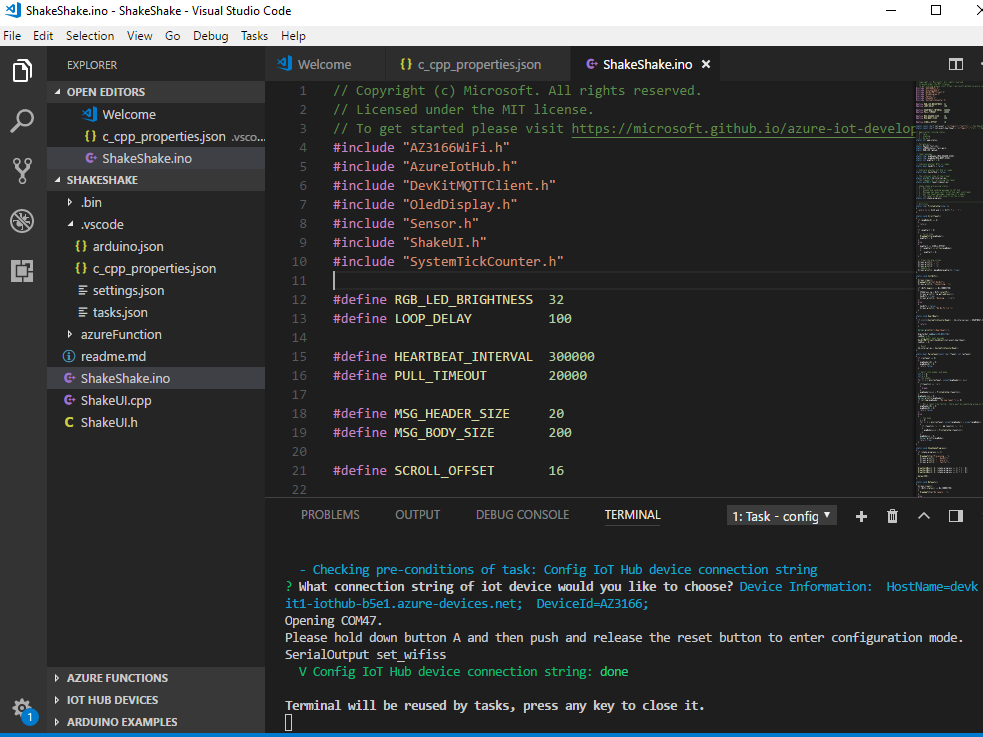 ShakeShake.ino - ShakeShake - Visual Studio Code
File Edit Selection View Go Debug Tasks Help
EXPLORER
OPEN EDITORS
Welcome
{} c_cpp_properties.json .vsco...
C+ ShakeShake.ino
SHAKESHAKE
.bin
.vscode
{} arduino.json
{} c_cpp_properties.json
settings.json
tasks.json
azureFunction
readme.md
C+ ShakeShake.ino
C+ ShakeUI.cpp
C ShakeUI.h
AZURE FUNCTIONS
IOT HUB DEVICES
ARDUINO EXAMPLES
1
Welcome {} c_cpp_properties.json C+ ShakeShake.ino
1 // Copyright (c) Microsoft. All rights reserved.
2 // Licensed under the MIT license.
3 // To get started please visit https://microsoft.github.io/azure-iot-develop
4 #include "AZ3166WiFi.h"
5 #include "AzureIotHub.h"
6 #include "DevKitMQTTClient.h"
7 #include "OledDisplay.h"
8 #include "Sensor.h"
9 #include "ShakeUI.h"
10 #include "SystemTickCounter.h"
11
12 #define RGB_LED_BRIGHTNESS 32
13 #define LOOP_DELAY 100
14
15 #define HEARTBEAT_INTERVAL 300000
16 #define PULL_TIMEOUT 20000
17
18 #define MSG_HEADER_SIZE 20
19 #define MSG_BODY_SIZE 200
20
21 #define SCROLL_OFFSET 16
22
PROBLEMS OUTPUT DEBUG CONSOLE TERMINAL 1: Task - config
- Checking pre-conditions of task: Config IoT Hub device connection string
? What connection string of iot device would you like to choose? Device Information: HostName=devk
it1-iothub-b5e1.azure-devices.net; DeviceId=AZ3166;
Opening COM47.
Please hold down button A and then push and release the reset button to enter configuration mode.
SerialOutput set_wifiss
V Config IoT Hub device connection string: done
Terminal will be reused by tasks, press any key to close it.